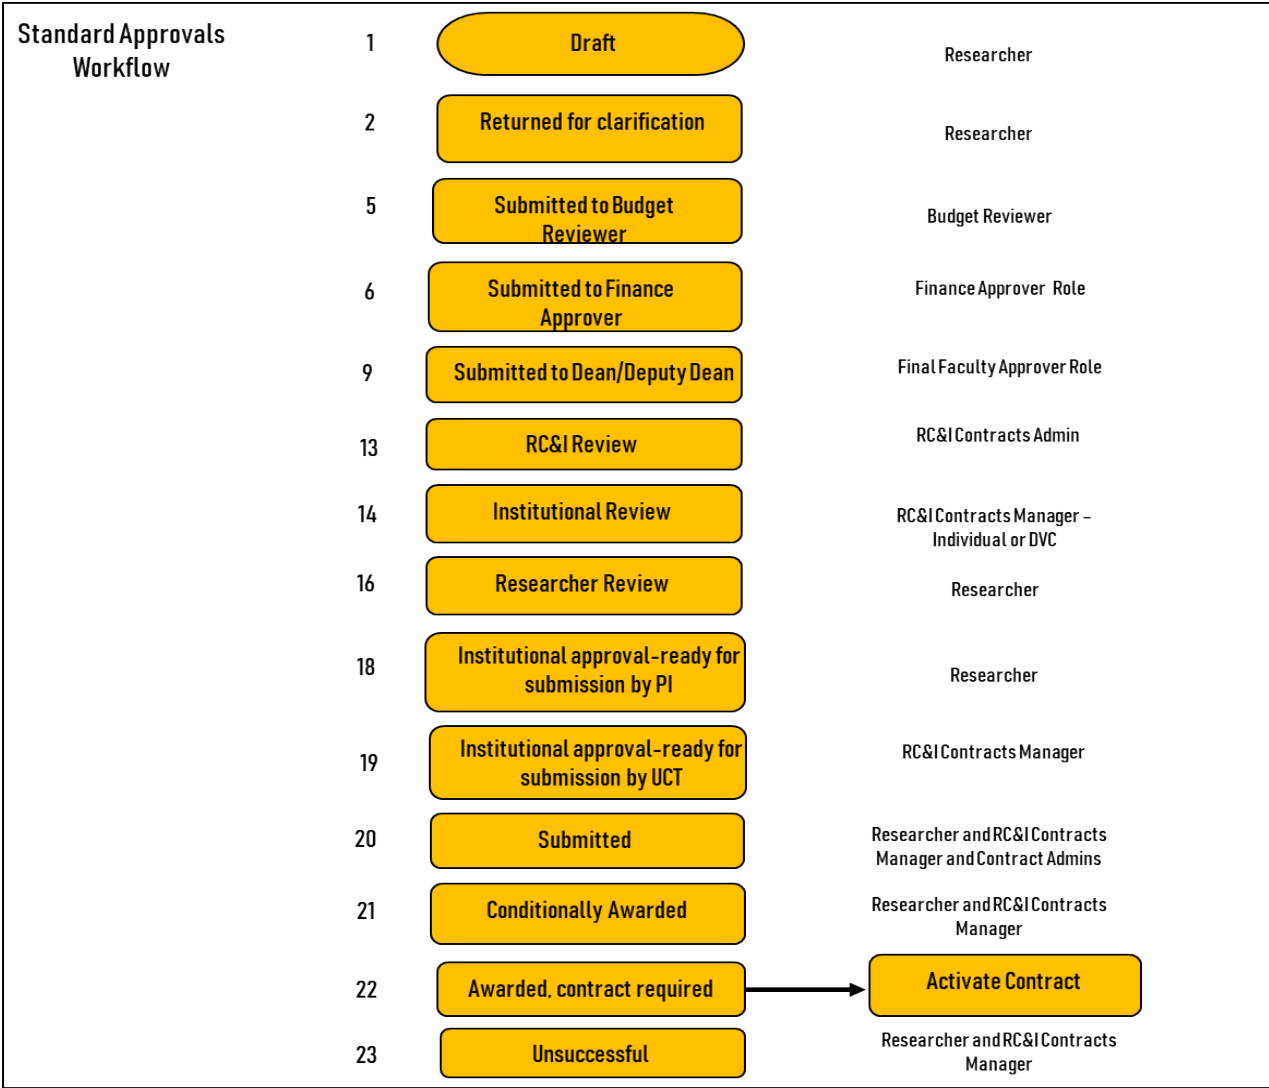 Standard Approvals
Workflow
1
Draft
Researcher
2
Returned for clarification
Researcher
5
Submitted to Budget
Reviewer
Budget Reviewer
6
Submitted to Finance
Approver
Finance Approver Role
9
Submitted to Dean/Deputy Dean
Final Faculty Approver Role
13
RC&I Review
RC&I Contracts Admin
14
Institutional Review
RC&I Contracts Manager –
Individual or DVC
16
Researcher Review
Researcher
18
Institutional approval-ready for
submission by PI
Researcher
19
Institutional approval-ready for
submission by UCT
RC&I Contracts Manager
20
Submitted
Researcher and RC&I Contracts
Manager and Contract Admins
21
Conditionally Awarded
Researcher and RC&I Contracts
Manager
22
Awarded, contract required
Activate Contract
23
Unsuccessful
Researcher and RC&I Contracts
Manager